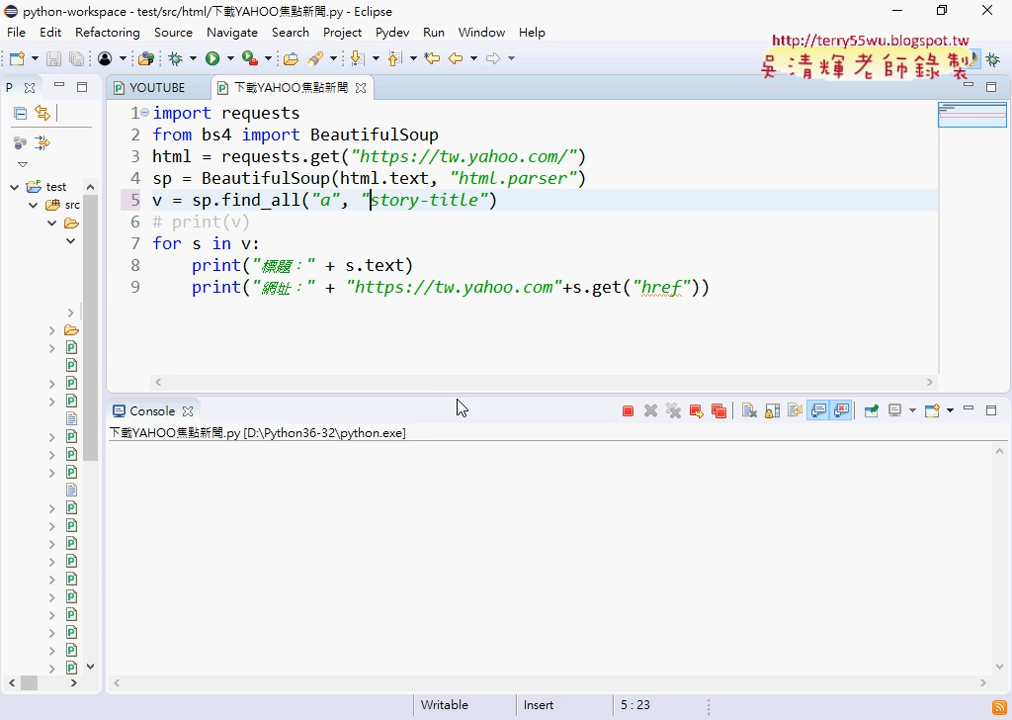 python-workspace - test/src/html/下載YAHOO焦點新聞.py - Eclipse
File Edit Refactoring Source Navigate Search Project Pydev Run Window Help
http://terry55wu.blogspot.tw
吳清輝老師錄製
P
YOUTUBE
下載YAHOO焦點新聞
1 import requests
2 from bs4 import BeautifulSoup
3 html = requests.get("https://tw.yahoo.com/")
4 sp = BeautifulSoup(html.text, "html.parser")
5 v = sp.find_all("a", "story-title")
6 # print(v)
7 for s in v:
8 print("標題：" + s.text)
9 print("網址：" + "https://tw.yahoo.com"+s.get("href"))
test
src
Console
下載YAHOO焦點新聞.py [D:\Python36-32\python.exe]
Writable
Insert
5 : 23